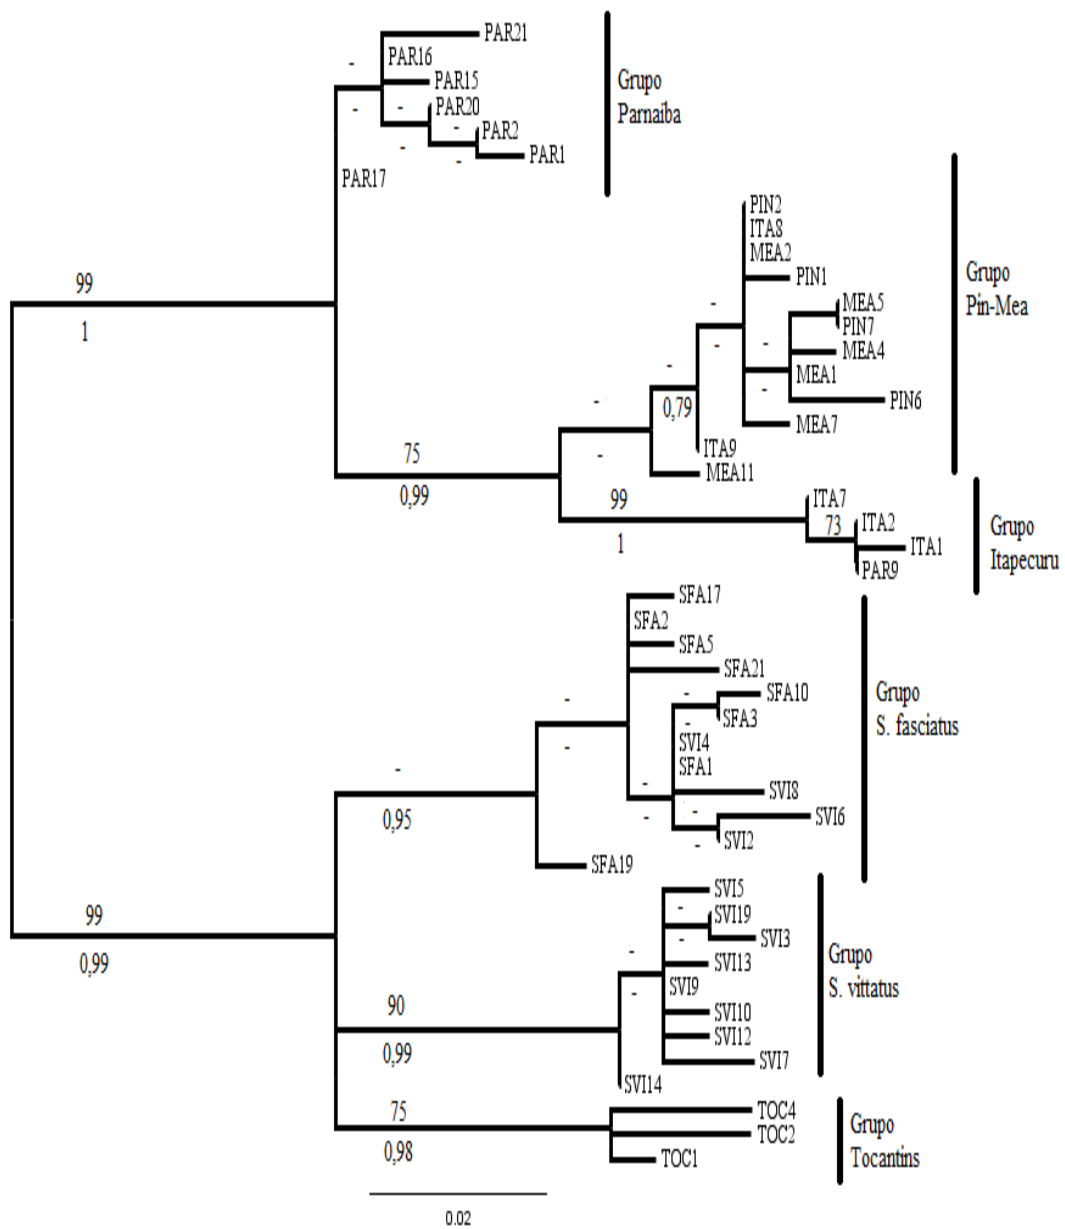 PAR21
PAR16
-
PAR15
Grupo
Parnaiba
PAR20
-
-
PAR2
-
-
PAR1
-
PAR17
PIN2
ITA8
MEA2
PIN1
Grupo
Pin-Mea
99
1
MEA5
PIN7
-
-
MEA4
-
MEA1
-
PIN6
-
0,79
MEA7
-
-
ITA9
MEA11
75
0,99
99
1
ITA7
73
ITA2
ITA1
PAR9
Grupo
Itapecuru
SFA17
SFA2
SFA5
SFA21
SFA10
-
SFA3
-
-
-
SVI4
SFA1
Grupo
S. fasciatus
-
0,95
-
-
SVI8
-
SVI6
-
SVI2
SFA19
99
0,99
SVI5
-
SVI19
-
SVI3
-
-
SVI13
SVI9
SVI10
SVI12
SVI7
SVI14
Grupo
S. vittatus
90
0,99
75
0,98
TOC4
TOC2
TOC1
Grupo
Tocantins
0.02